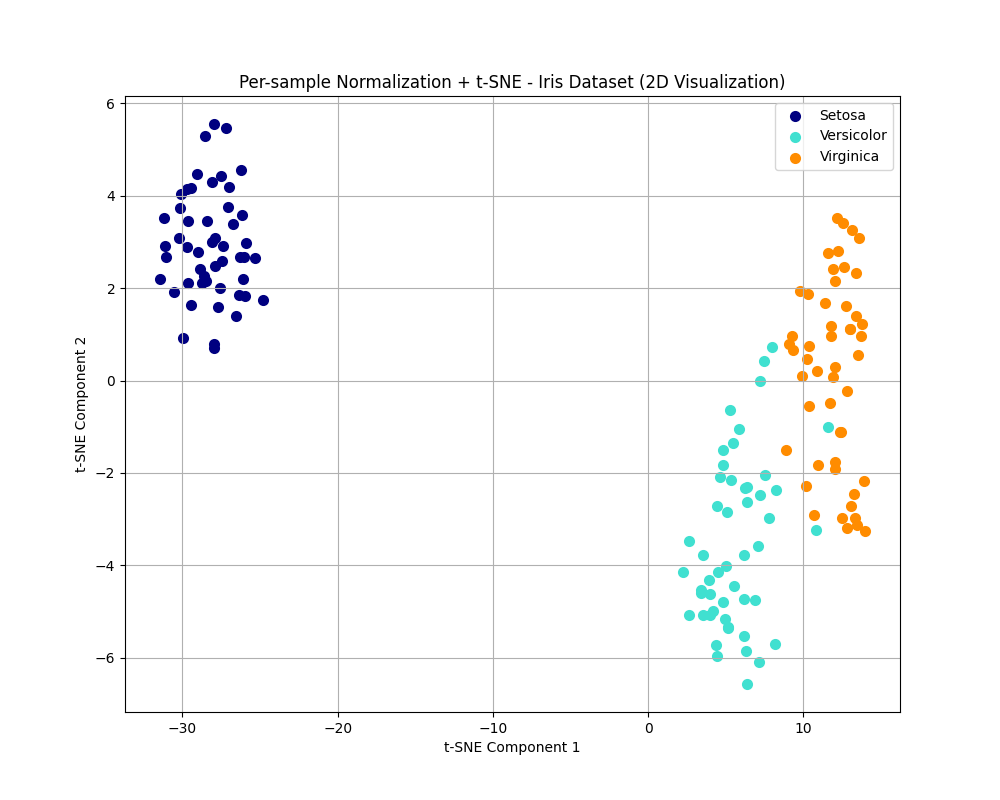 Per-sample Normalization + t-SNE - Iris Dataset (2D Visualization)
Setosa
Versicolor
Virginica
6
4
2
0
−2
−4
−6
t-SNE Component 2
−30
−20
−10
0
10
t-SNE Component 1